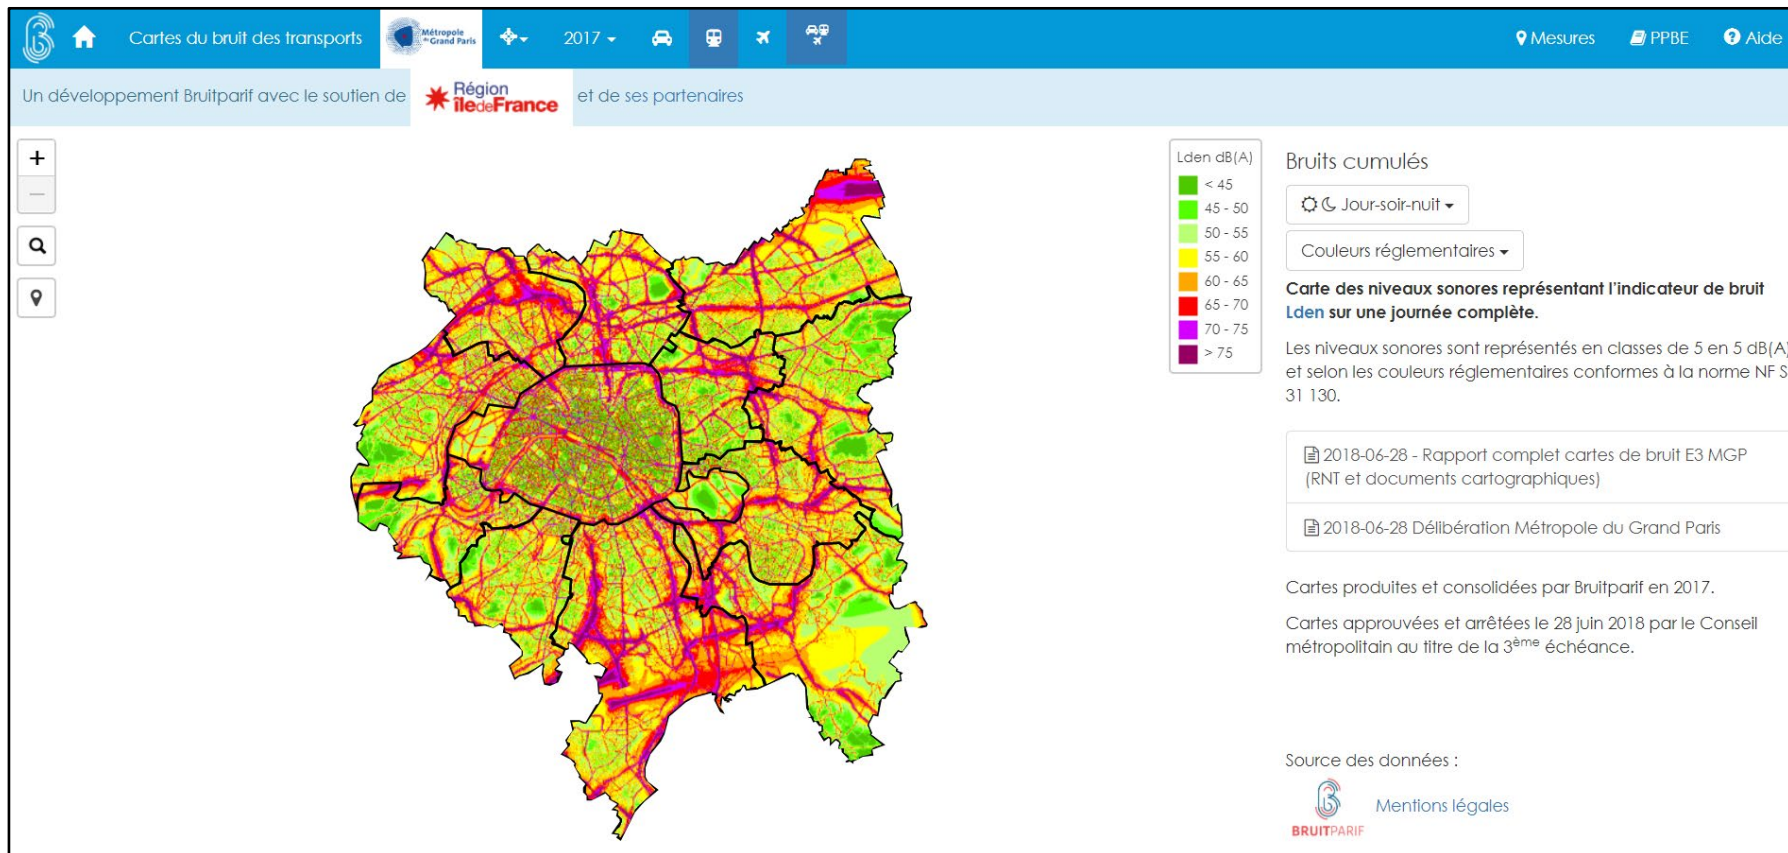 Cartes du bruit des transports
Métropole
du Grand Paris
2017
Mesures
PPBE
Aide
Un développement Bruitparif avec le soutien de
Région
îledeFrance
et de ses partenaires
+
Lden dB(A)
< 45
45 - 50
50 - 55
55 - 60
60 - 65
65 - 70
70 - 75
> 75
Bruits cumulés
Jour-soir-nuit
Couleurs réglementaires
Carte des niveaux sonores représentant l'indicateur de bruit
Lden sur une journée complète.
Les niveaux sonores sont représentés en classes de 5 en 5 dB(A)
et selon les couleurs réglementaires conformes à la norme NF S
31 130.
2018-06-28 - Rapport complet cartes de bruit E3 MGP
(RNT et documents cartographiques)
2018-06-28 Délibération Métropole du Grand Paris
Cartes produites et consolidées par Bruitparif en 2017.
Cartes approuvées et arrêtées le 28 juin 2018 par le Conseil
métropolitain au titre de la 3ème échéance.
Source des données :
Mentions légales
BRUITPARIF